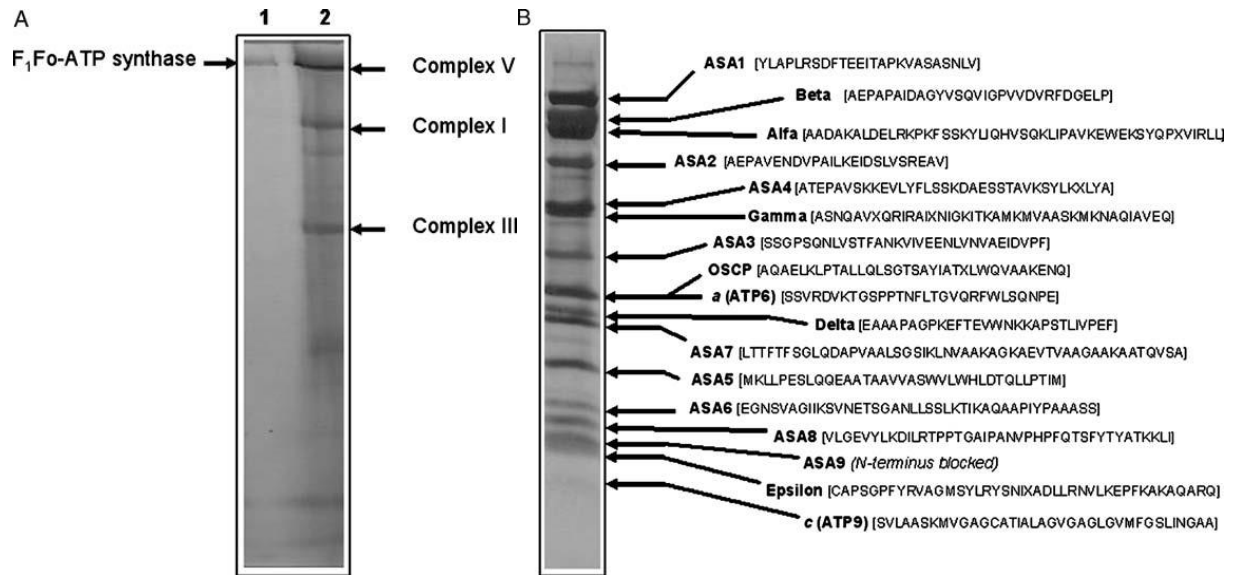 A
1 2
F1Fo-ATP synthase
Complex V
Complex I
Complex III
B
ASA1 [YLAPLRSDFTEEITAPKVASASNLV]
Beta [AEPAPAIDAGYVSQVIGPVVDVRFDGELP]
Alfa [AADAKALDELRKPKFSSKYLIQHVSQKLIPAVKEWEKSYQPXVIRLL]
ASA2 [AEPAVENDVPAILKEIDSLVSREAV]
ASA4 [ATEPAVSKKEVLYFLSSKDAESSTAVKSYLKXLYA]
Gamma [ASNQAVXQRIRAIXNIGKITKAMKMVAASKMKNAQIAVEQ]
ASA3 [SSGPSQNLVSTFANKVIVEENLVNVAEIDVPF]
OSCP [AQAELKLPTALLQLSGTSAYIATXLWQVAAKENQ]
a (ATP6) [SSVRDVKTGSPPTNFLTGVQRFWLSQNPE]
Delta [EAAAPAGPKEFTEVWNKKAPSTLIVPEF]
ASA7 [LTTFTFSGLQDAPVAALSGSIKLNVAAKAGKAEVTVAAGAAKAATQVSA]
ASA5 [MKLLPESLQQEAATAAVVASWVLWHLDTQLLPTIM]
ASA6 [EGNSVAGIIKSVNETSGANLLSSLKTIKAQAAPIYPAAASS]
ASA8 [VLGEVYLKDILRTPPTGAIPANVPHPFQTSFYTYATKKLI]
ASA9 (N-terminus blocked)
Epsilon [CAPSGPFYRVAGMSYLRYSNIXADLLRNVLKEPFKAKAQARQ]
c (ATP9) [SVLAASKMVGAGCATIALAGVGAGLGVMFGSLINGAA]